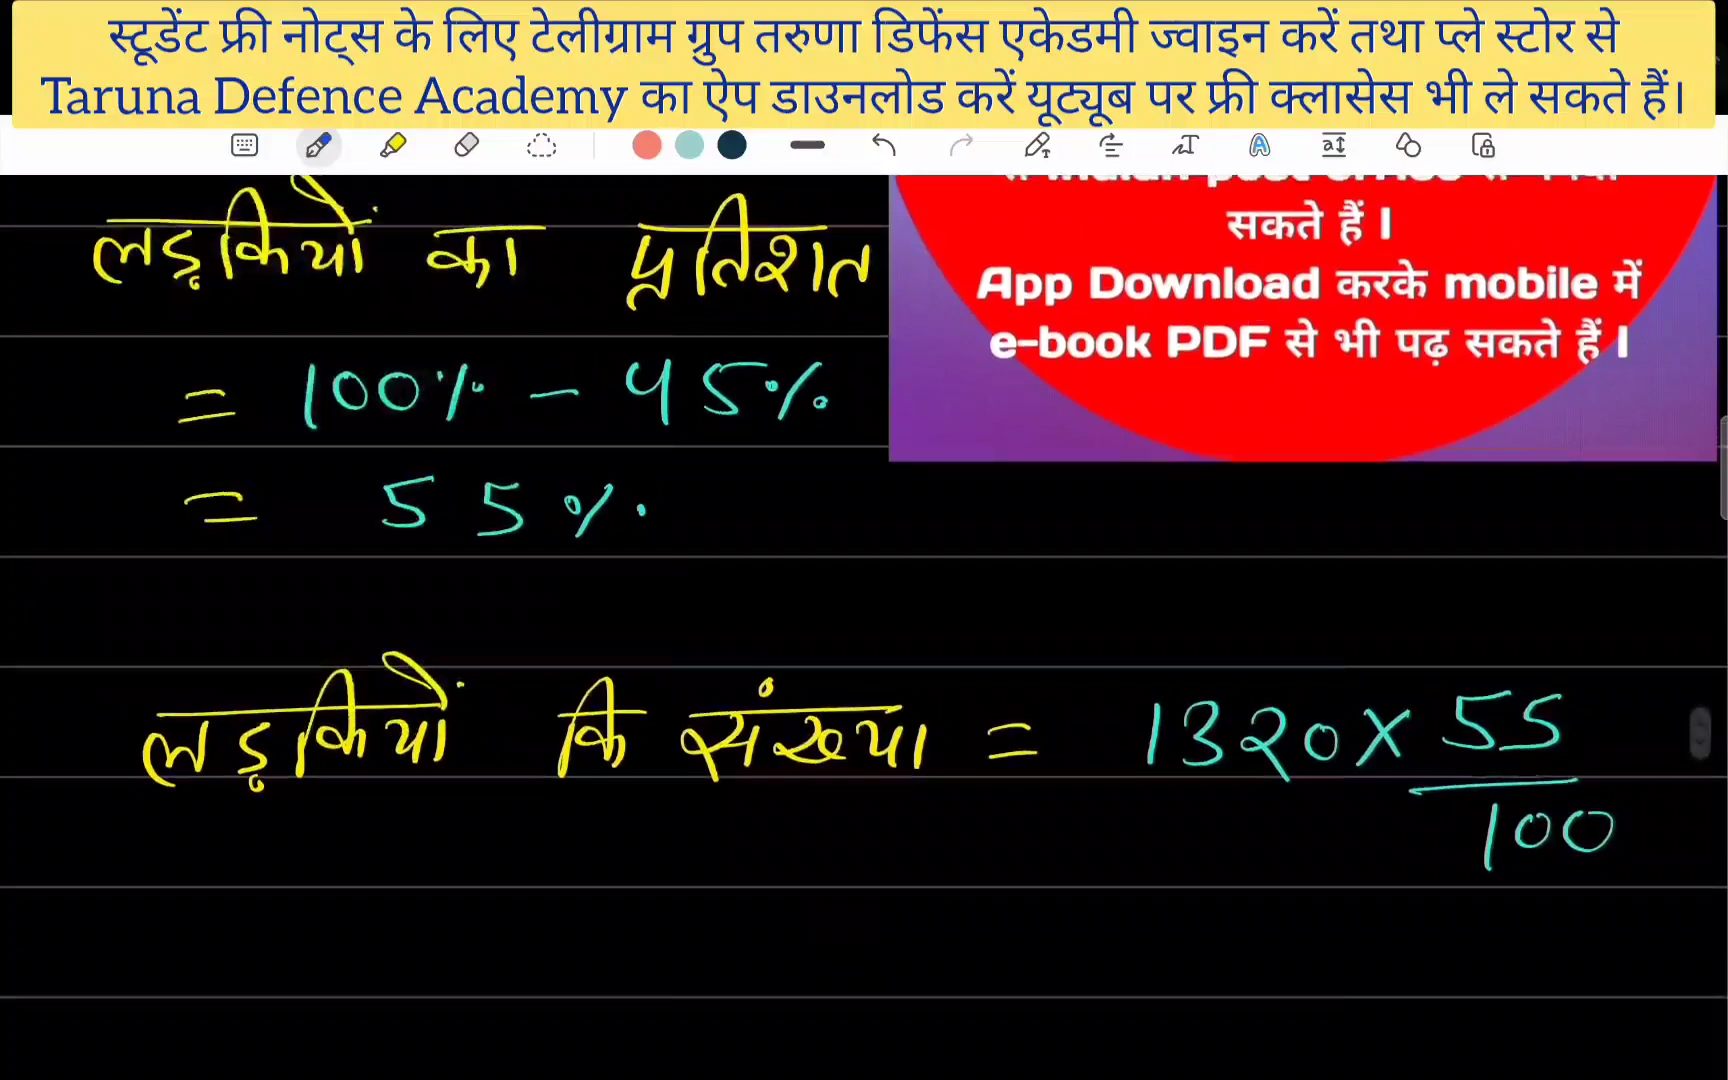 स्टूडेंट फ्री नोट्स के लिए टेलीग्राम ग्रुप तरुणा डिफेंस एकेडमी ज्वाइन करें तथा प्ले स्टोर से
Taruna Defence Academy का ऐप डाउनलोड करें यूट्यूब पर फ्री क्लासेस भी ले सकते हैं।
सकते हैं ।
App Download करके mobile में
e-book PDF से भी पढ़ सकते हैं ।
लड़कियों का प्रतिशत
= 100% - 45%
= 55%
लड़कियों कि संख्या = 1320 × 55
100